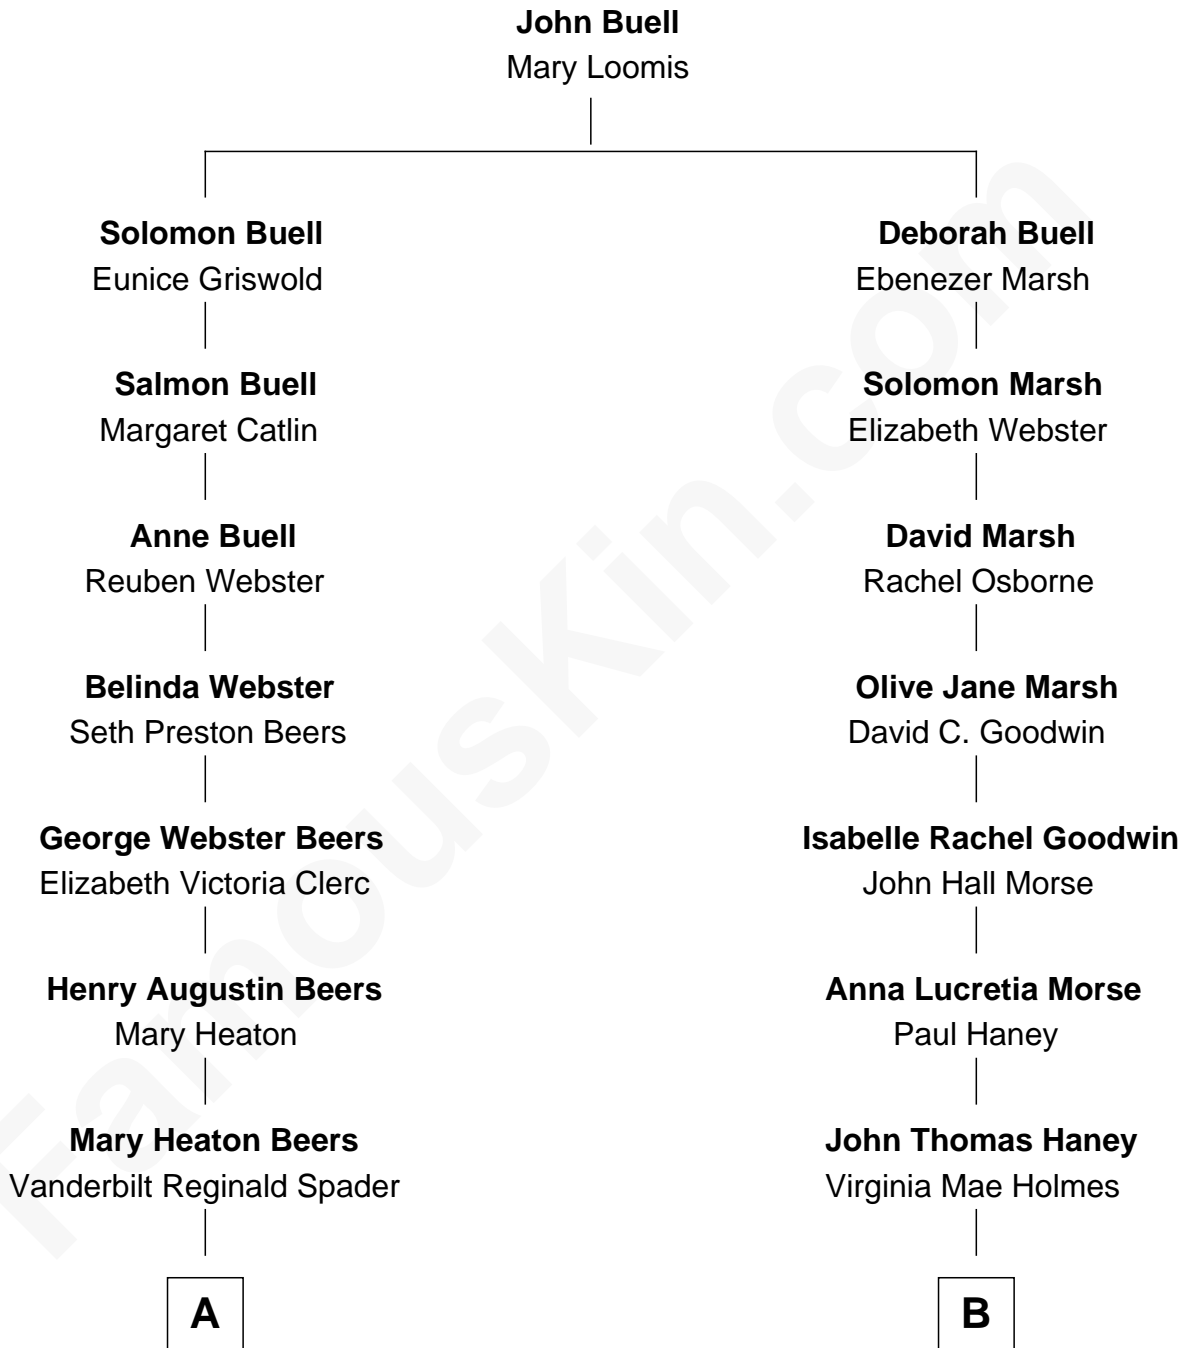 John Buell
Mary Loomis
Solomon Buell
Eunice Griswold
Deborah Buell
Ebenezer Marsh
Salmon Buell
Margaret Catlin
Solomon Marsh
Elizabeth Webster
Anne Buell
Reuben Webster
David Marsh
Rachel Osborne
Belinda Webster
Seth Preston Beers
Olive Jane Marsh
David C. Goodwin
George Webster Beers
Elizabeth Victoria Clerc
Isabelle Rachel Goodwin
John Hall Morse
Henry Augustin Beers
Mary Heaton
Anna Lucretia Morse
Paul Haney
Mary Heaton Beers
Vanderbilt Reginald Spader
John Thomas Haney
Virginia Mae Holmes
A
B
FamousKin.com